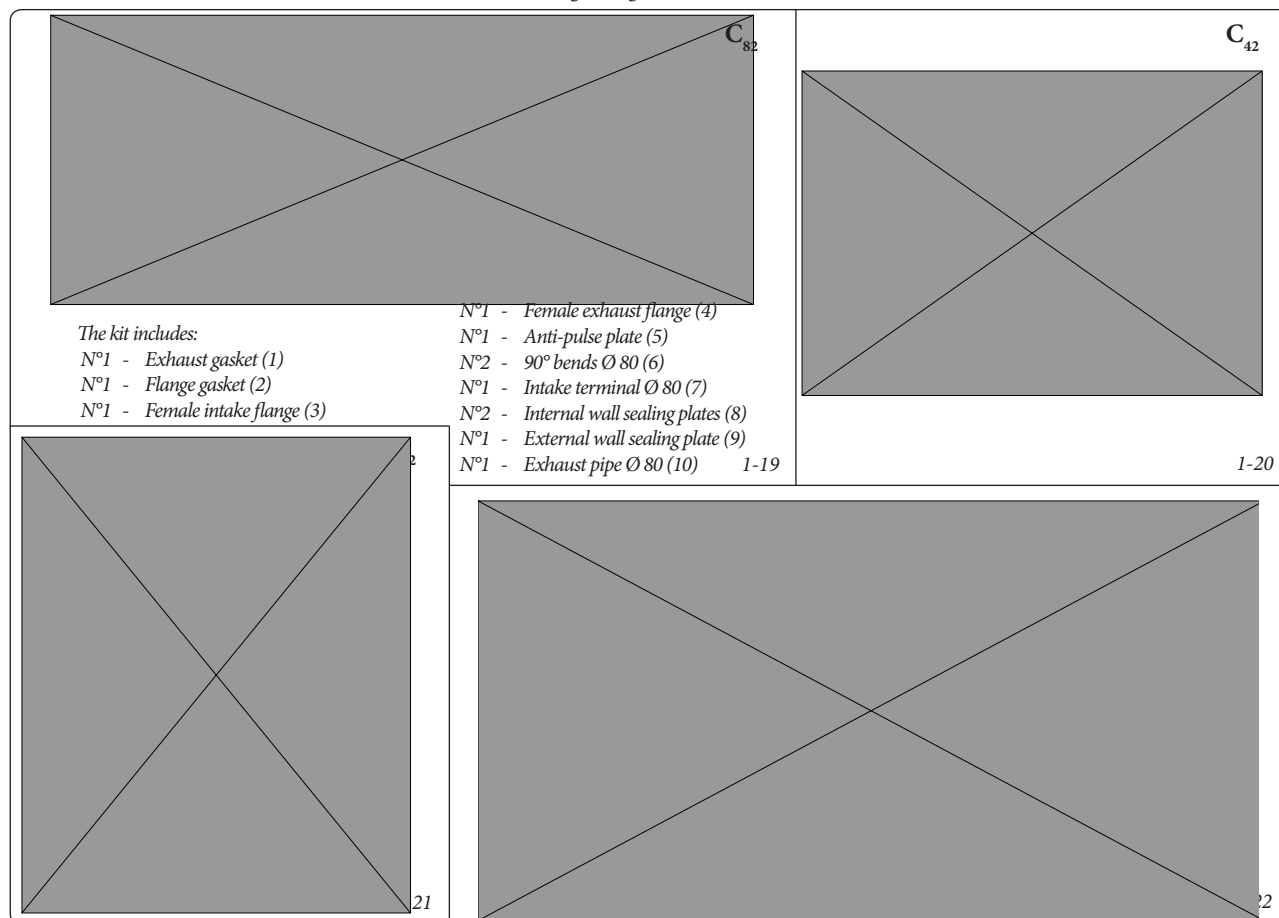 C82
The kit includes:
N°1 - Exhaust gasket (1)
N°1 - Flange gasket (2)
N°1 - Female intake flange (3)
N°1 - Female exhaust flange (4)
N°1 - Anti-pulse plate (5)
N°2 - 90° bends Ø 80 (6)
N°1 - Intake terminal Ø 80 (7)
N°2 - Internal wall sealing plates (8)
N°1 - External wall sealing plate (9)
N°1 - Exhaust pipe Ø 80 (10) 1-19
C42
1-20
2
21
22